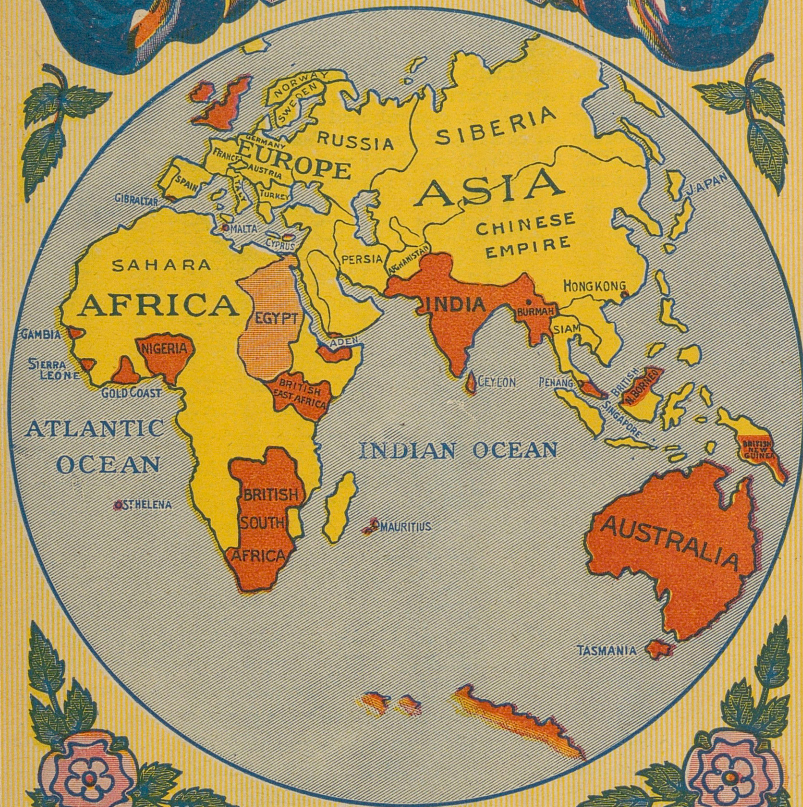 NORWAY
SWEDEN
RUSSIA
SIBERIA
GERMANY
FRANCE
EUROPE
AUSTRIA
ASIA
SPAIN
ITALY
TURKEY
JAPAN
GIBRALTAR
MALTA
CYPRUS
CHINESE
EMPIRE
PERSIA
AFGHANISTAN
SAHARA
AFRICA
EGYPT
INDIA
HONGKONG
BURMAH
SIAM
ADEN
GAMBIA
NIGERIA
SIERRA
LEONE
GOLD COAST
BRITISH
EAST AFRICA
CEYLON
PENANG
BRITISH
N. BORNEO
SINGAPORE
ATLANTIC
OCEAN
INDIAN OCEAN
BRITISH
NEW
GUINEA
ST HELENA
BRITISH
SOUTH
AFRICA
MAURITIUS
AUSTRALIA
TASMANIA